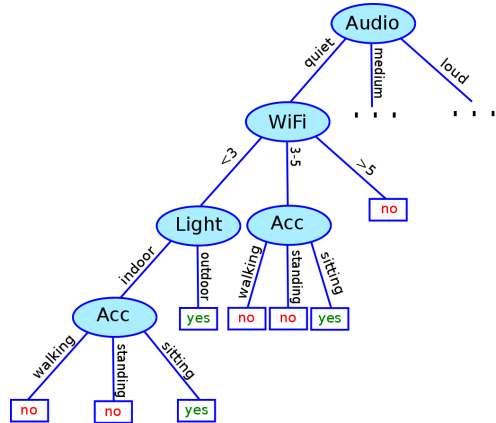 Audio
quiet
medium
loud
WiFi
. . .
. . .
<3
3-5
>5
no
Light
Acc
indoor
outdoor
walking
standing
sitting
yes
no
no
yes
Acc
walking
standing
sitting
no
no
yes